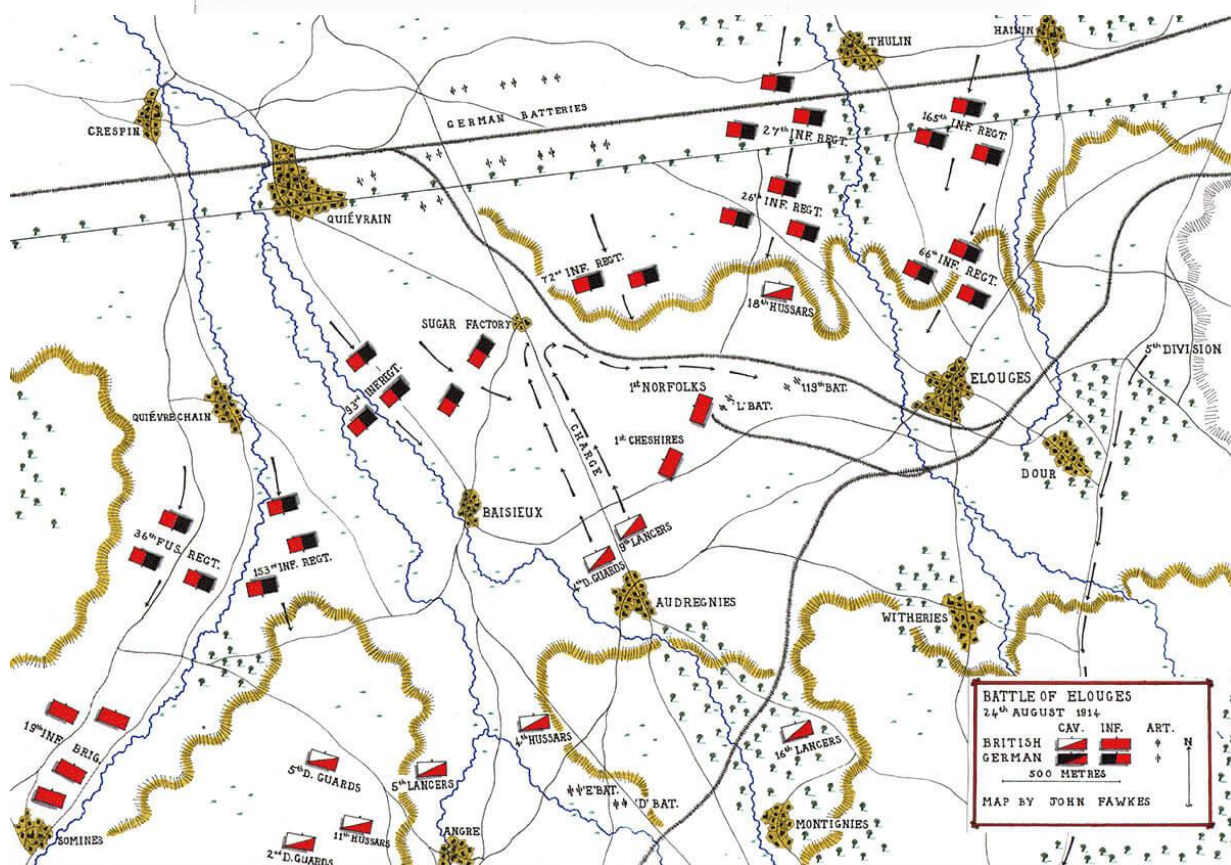 HAININ
THULIN
CRESPIN
GERMAN BATTERIES
27th INF. REGT.
165th INF. REGT.
QUIÉVRAIN
26th INF. REGT.
66th INF. REGT.
72nd INF. REGT.
18th HUSSARS
SUGAR FACTORY
5th DIVISION
93rd INF REGT.
1st NORFOLKS
119th BAT.
'L' BAT.
ELOUGES
QUIÉVRECHAIN
CHARGE
1st CHESHIRES
DOUR
BAISIEUX
36th FUS. REGT.
153rd INF. REGT.
9th LANCERS
4th D. GUARDS
AUDREGNIES
WITHERIES
19th INF. BRIG.
4th HUSSARS
16th LANCERS
5th D. GUARDS
5th LANCERS
'E' BAT.
'D' BAT.
SOMINES
11th HUSSARS
2nd D. GUARDS
ANGRE
MONTIGNIES
BATTLE OF ELOUGES
24th AUGUST 1914
CAV. INF. ART.
BRITISH
GERMAN
N
500 METRES
MAP BY JOHN FAWKES